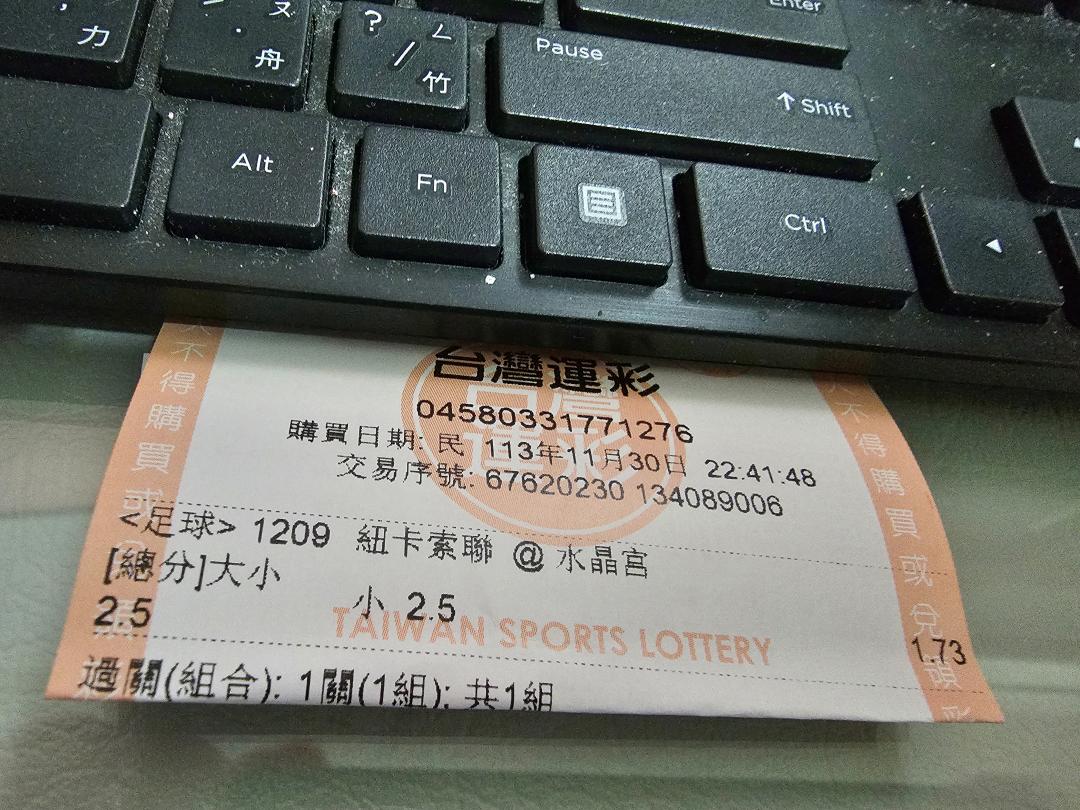 力
ㄡ
.
舟
?
ㄥ
/
竹
Enter
Pause
↑ Shift
Alt
Fn
Ctrl
台灣運彩
04580331771276
購買日期: 民 113年11月30日 22:41:48
交易序號: 67620230 134089006
<足球> 1209 紐卡索聯 @ 水晶宮
[總分]大小
2.5 小 2.5 1.73
TAIWAN SPORTS LOTTERY
過關(組合): 1關(1組): 共1組
不得購買或
不得購買或兌領彩